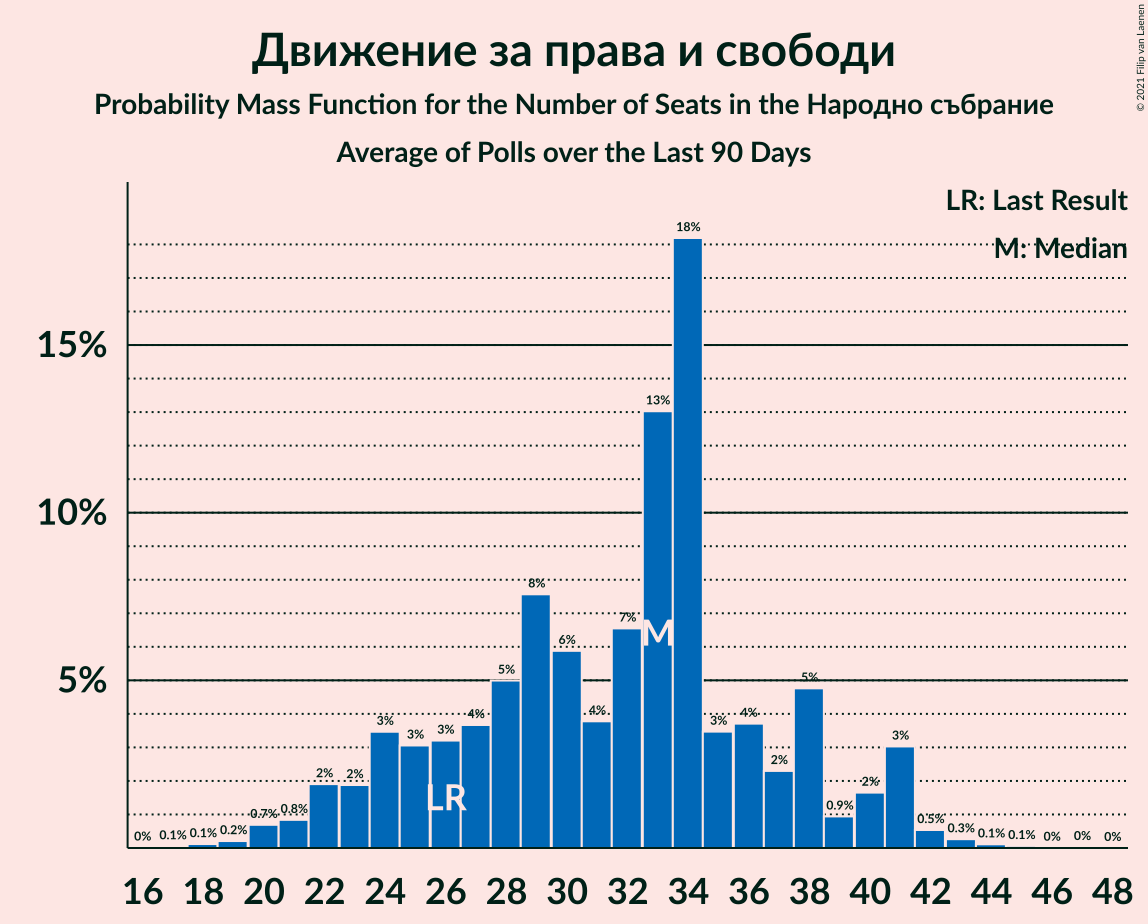 Движение за права и свободи
Probability Mass Function for the Number of Seats in the Народно събрание
Average of Polls over the Last 90 Days
© 2021 Filip van Laenen
LR: Last Result
M: Median
15%
10%
5%
0% 0.1% 0.1% 0.2% 0.7% 0.8% 2% 2% 3% 3% 3% 4% 5% 8% 6% 4% 7% 13% 18% 3% 4% 2% 5% 0.9% 2% 3% 0.5% 0.3% 0.1% 0.1% 0% 0% 0%
LR
M
16 18 20 22 24 26 28 30 32 34 36 38 40 42 44 46 48